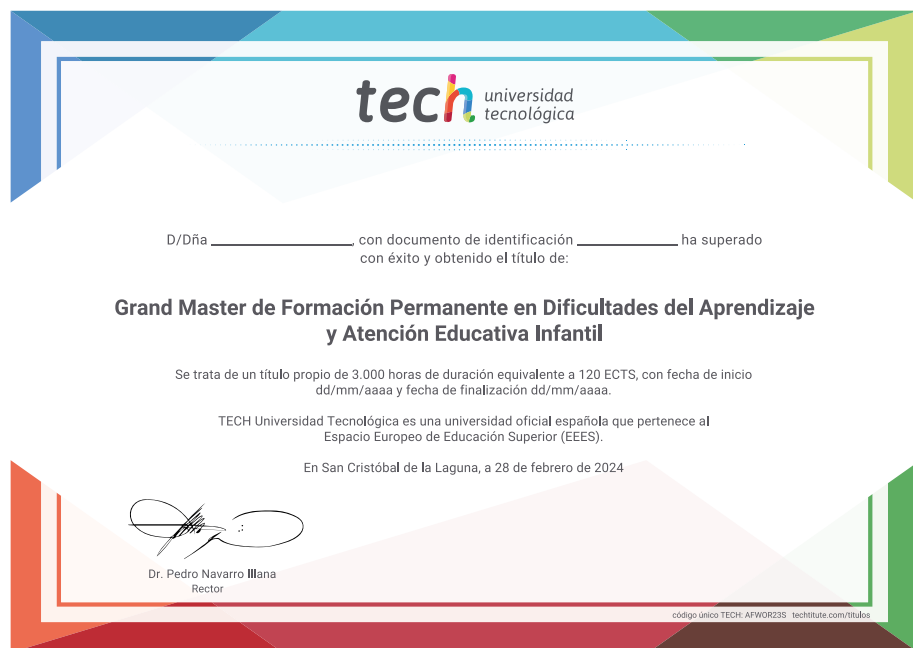 tech universidad
tecnológica
D/Dña ________________, con documento de identificación ____________ ha superado
con éxito y obtenido el título de:
Grand Master de Formación Permanente en Dificultades del Aprendizaje
y Atención Educativa Infantil
Se trata de un título propio de 3.000 horas de duración equivalente a 120 ECTS, con fecha de inicio
dd/mm/aaaa y fecha de finalización dd/mm/aaaa.
TECH Universidad Tecnológica es una universidad oficial española que pertenece al
Espacio Europeo de Educación Superior (EEES).
En San Cristóbal de la Laguna, a 28 de febrero de 2024
Dr. Pedro Navarro Illana
Rector
código único TECH: AFWOR23S techtitute.com/titulos